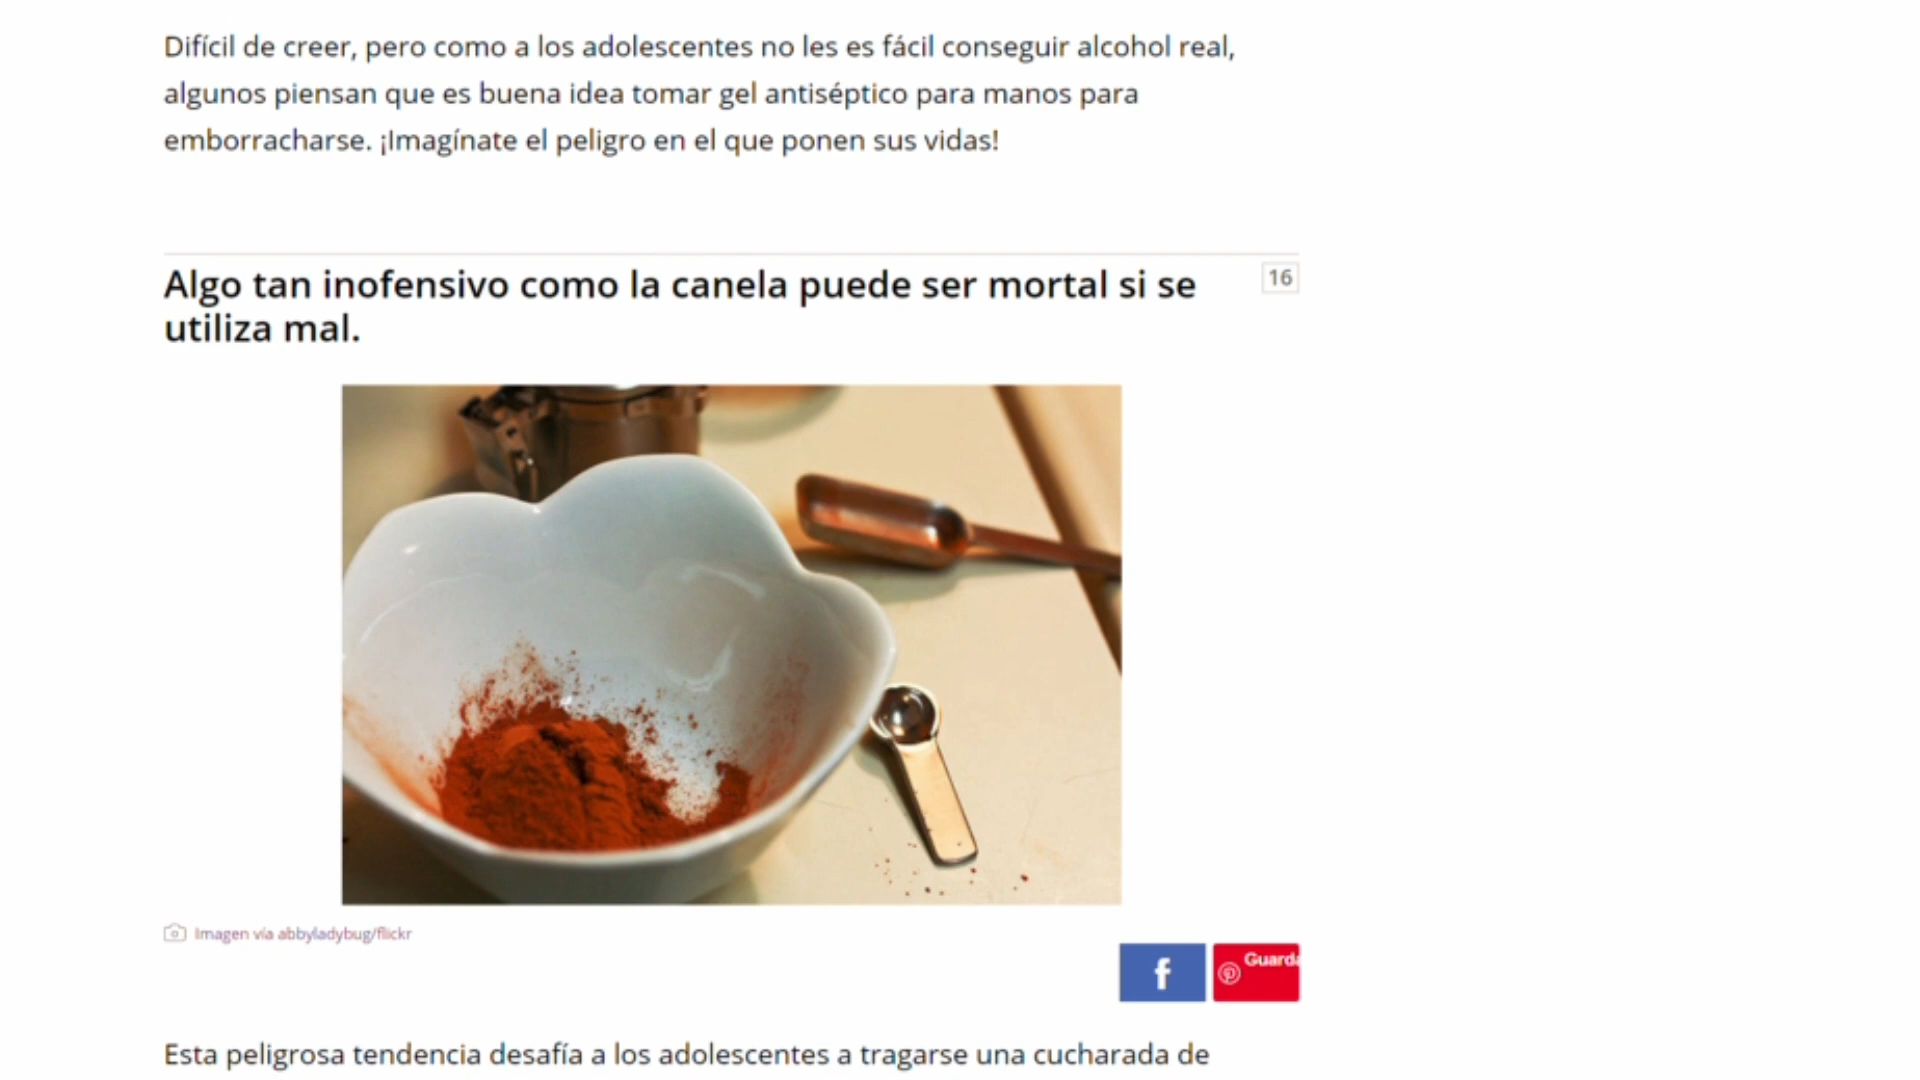 Difícil de creer, pero como a los adolescentes no les es fácil conseguir alcohol real,
algunos piensan que es buena idea tomar gel antiséptico para manos para
emborracharse. ¡Imagínate el peligro en el que ponen sus vidas!
Algo tan inofensivo como la canela puede ser mortal si se
utiliza mal.
16
Imagen vía abbyladybug/flickr
f
Guarda
Esta peligrosa tendencia desafía a los adolescentes a tragarse una cucharada de